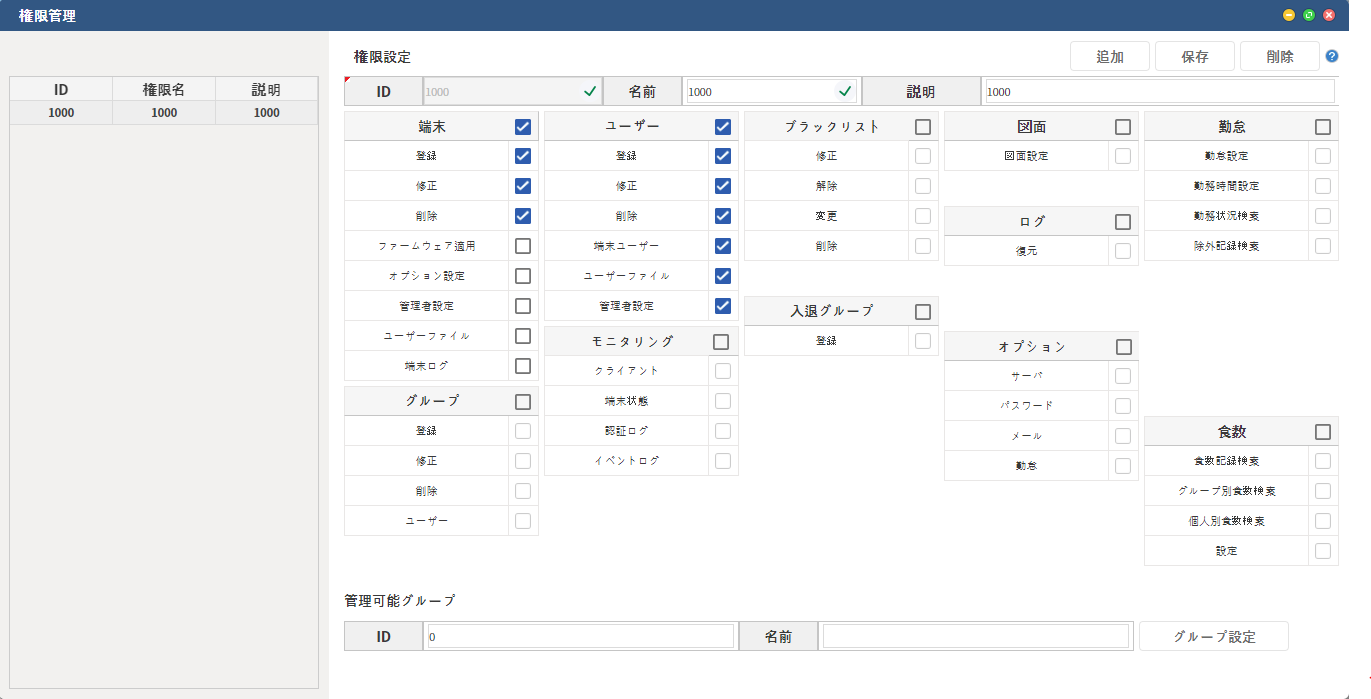 権限管理
権限設定
追加
保存
削除
ID 権限名 説明
1000 1000 1000
ID 1000 名前 1000 説明 1000
端末
登録
修正
削除
ファームウェア適用
オプション設定
管理者設定
ユーザーファイル
端末ログ
グループ
登録
修正
削除
ユーザー
ユーザー
登録
修正
削除
端末ユーザー
ユーザーファイル
管理者設定
モニタリング
クライアント
端末状態
認証ログ
イベントログ
ブラックリスト
修正
解除
変更
削除
入退グループ
登録
図面
図面設定
ログ
復元
オプション
サーバ
パスワード
メール
勤怠
勤怠
勤怠設定
勤務時間設定
勤務状況検索
除外記録検索
食数
食数記録検索
グループ別食数検索
個人別食数検索
設定
管理可能グループ
ID 0 名前 グループ設定